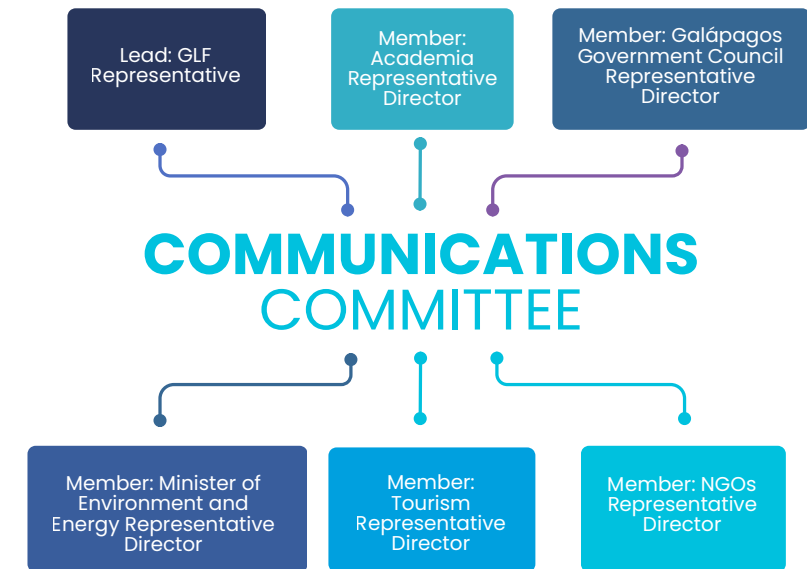 Lead: GLF
Representative
Member:
Academia
Representative
Director
Member: Galápagos
Government Council
Representative
Director
COMMUNICATIONS
COMMITTEE
Member: Minister of
Environment and
Energy Representative
Director
Member:
Tourism
Representative
Director
Member: NGOs
Representative
Director